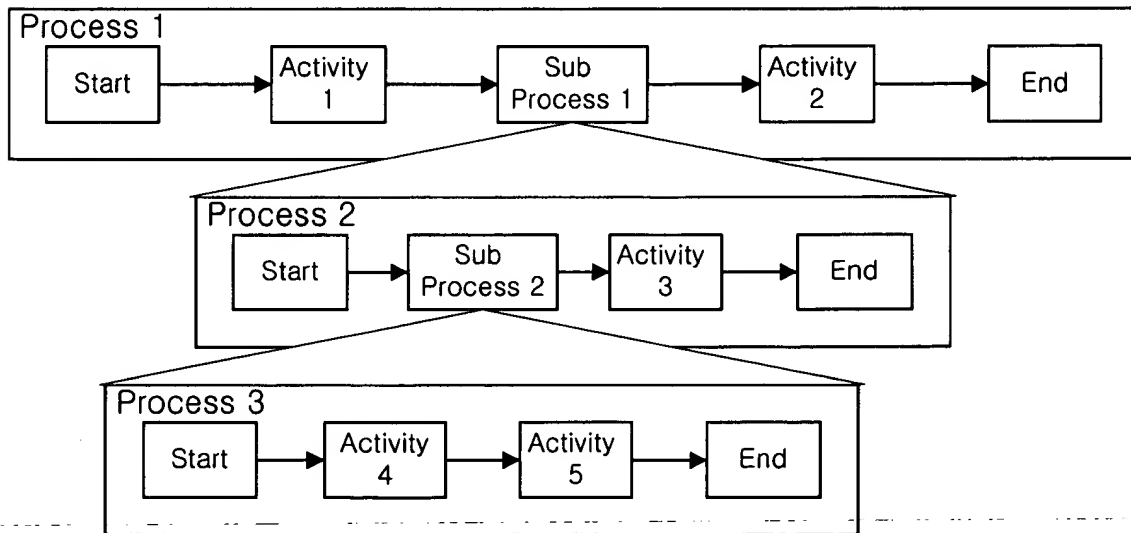 Process 1
Start
Activity
1
Sub
Process 1
Activity
2
End
Process 2
Start
Sub
Process 2
Activity
3
End
Process 3
Start
Activity
4
Activity
5
End